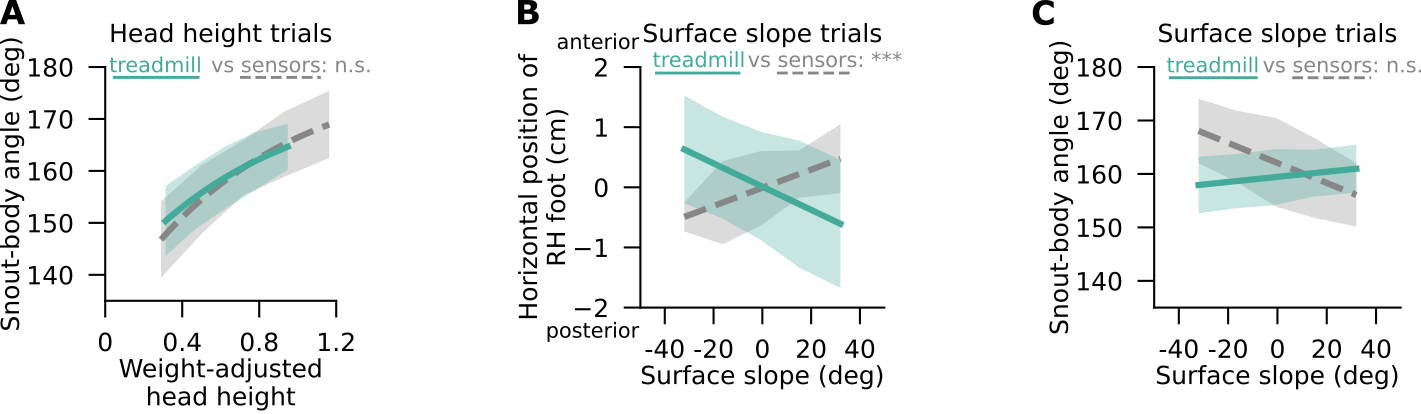 A
Head height trials
treadmill vs sensors: n.s.
Snout-body angle (deg)
180
170
160
150
140
0 0.4 0.8 1.2
Weight-adjusted
head height
B
Surface slope trials
treadmill vs sensors: ***
anterior
Horizontal position of
RH foot (cm)
2
1
0
−1
−2
posterior
-40 -20 0 20 40
Surface slope (deg)
C
Surface slope trials
treadmill vs sensors: n.s.
Snout-body angle (deg)
180
170
160
150
140
-40 -20 0 20 40
Surface slope (deg)